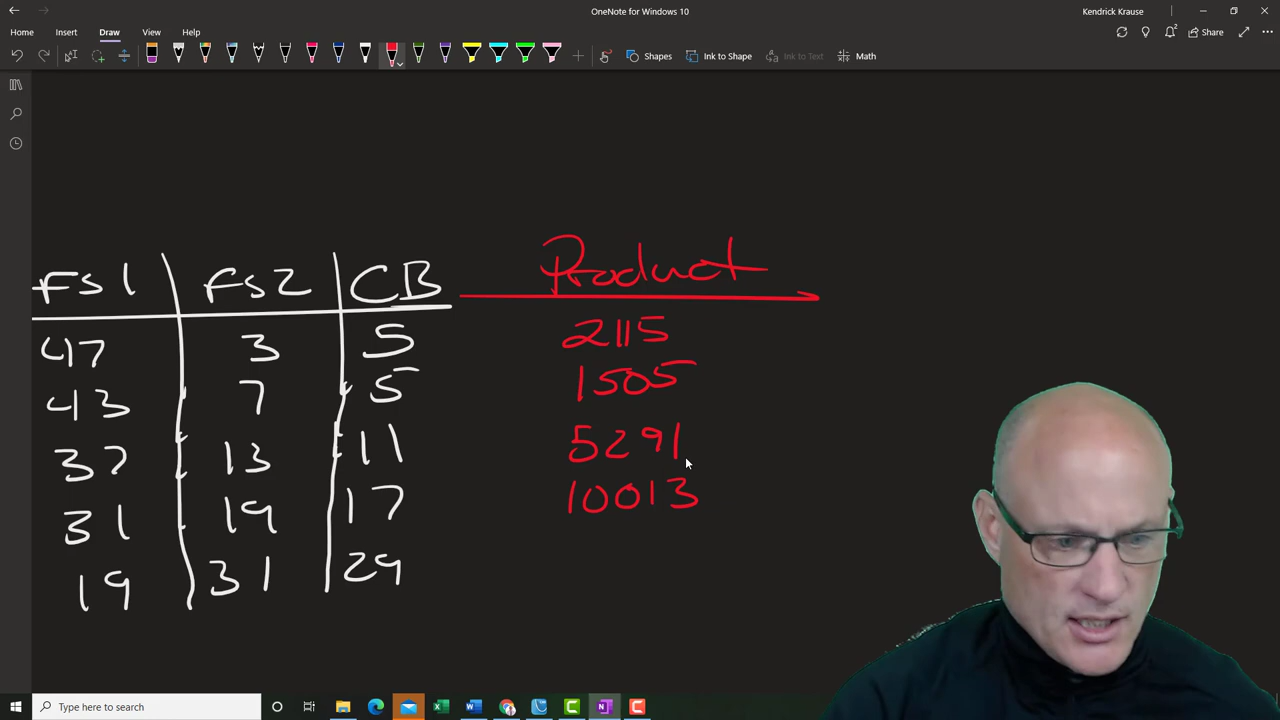 OneNote for Windows 10
Kendrick Krause
Home Insert Draw View Help
Share
Shapes Ink to Shape Ink to Text Math
Product
FS1 FS2 CB
47 3 5 2115
43 7 5 1505
37 13 11 5291
31 19 17 10013
19 31 29
Type here to search